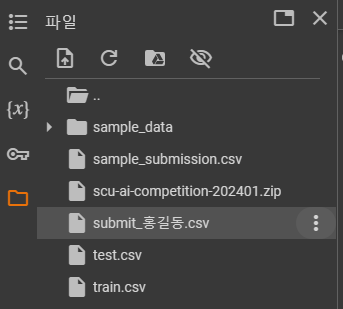 파일
{x}
..
sample_data
sample_submission.csv
scu-ai-competition-202401.zip
submit_홍길동.csv
test.csv
train.csv